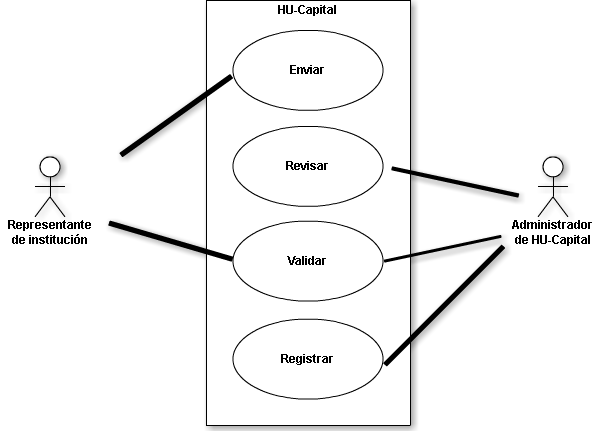 HU-Capital
Enviar
Revisar
Representante
de institución
Administrador
de HU-Capital
Validar
Registrar